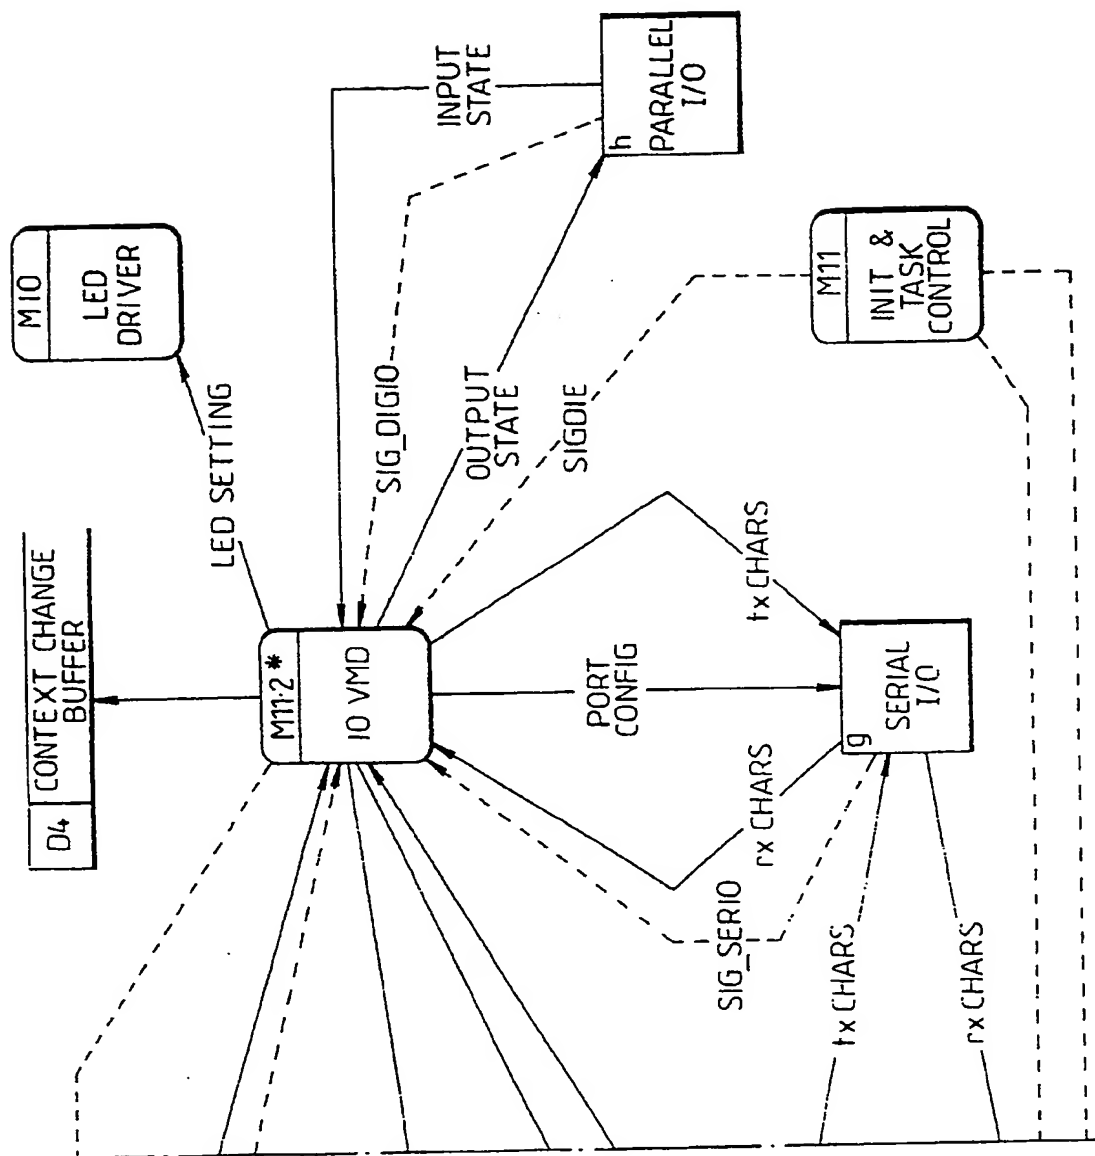 D4
CONTEXT CHANGE
BUFFER
M10
LED
DRIVER
LED SETTING
M11·2 *
IO VMD
INPUT
STATE
SIG_DIGIO
OUTPUT
STATE
SIGDIE
h
PARALLEL
I/O
M11
INIT &
TASK
CONTROL
tx CHARS
PORT
CONFIG
rx CHARS
SIG_SERIO
g
SERIAL
I/O
tx CHARS
rx CHARS